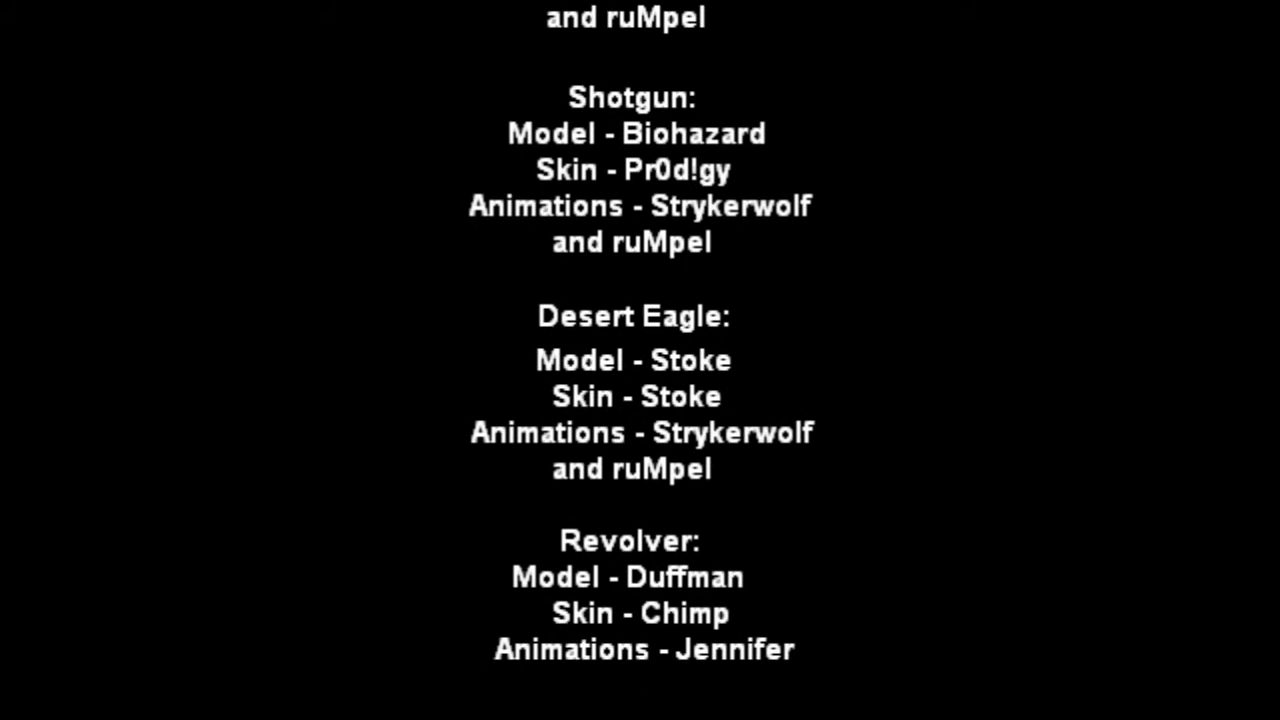 and ruMpel
Shotgun:
Model - Biohazard
Skin - Pr0d!gy
Animations - Strykerwolf
and ruMpel
Desert Eagle:
Model - Stoke
Skin - Stoke
Animations - Strykerwolf
and ruMpel
Revolver:
Model - Duffman
Skin - Chimp
Animations - Jennifer